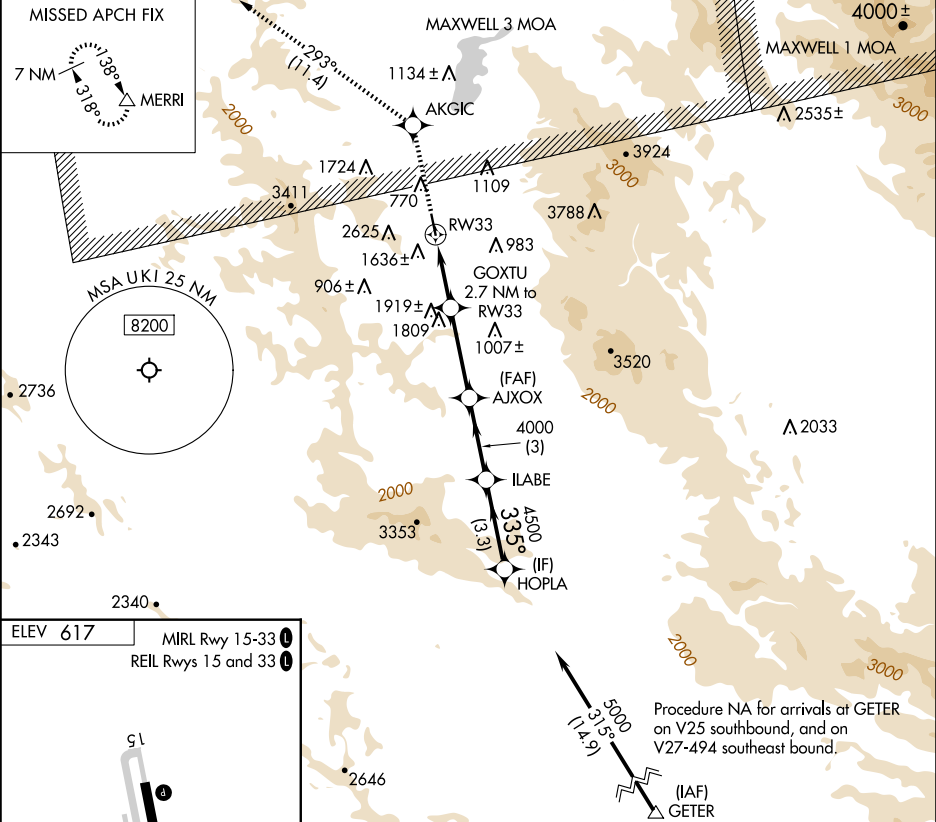 MISSED APCH FIX
7 NM
138°
318°
MERRI
293°
(11.4)
MAXWELL 3 MOA
4000±
MAXWELL 1 MOA
1134±
AKGIC
2000
2535±
3000
3924
3000
1724
1109
770
3411
3788
2625
RW33
983
1636±
MSA UKI 25 NM
8200
906±
GOXTU
2.7 NM to
RW33
1919±
1809
1007±
3520
2736
(FAF)
AJXOX
2000
4000
(3)
2033
ILABE
2000
2692
3353
4500
335°
(3.3)
2343
(IF)
HOPLA
2340
ELEV 617
MIRL Rwy 15-33 L
REIL Rwys 15 and 33 L
2000
3000
5000
315°
(14.9)
Procedure NA for arrivals at GETER
on V25 southbound, and on
V27-494 southeast bound.
15
P
2646
(IAF)
GETER